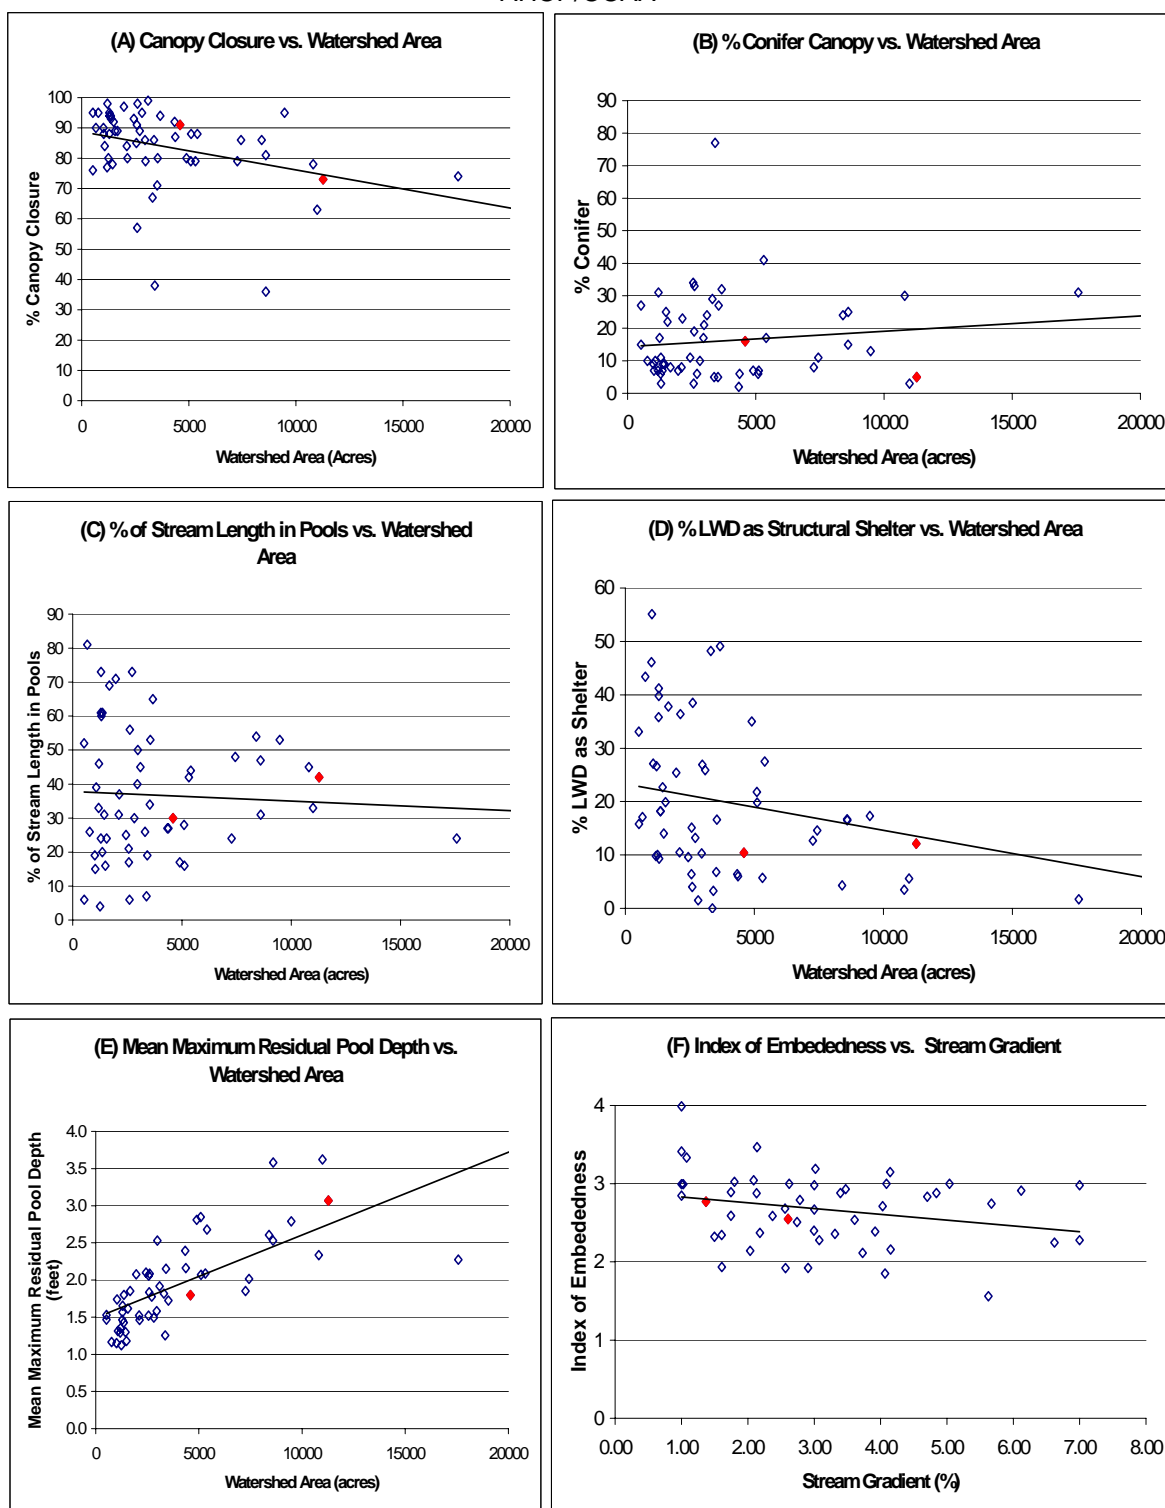 (A) Canopy Closure vs. Watershed Area
% Canopy Closure
100
90
80
70
60
50
40
30
20
10
0
0 5000 10000 15000 20000
Watershed Area (Acres)
(B) % Conifer Canopy vs. Watershed Area
% Conifer
90
80
70
60
50
40
30
20
10
0
0 5000 10000 15000 20000
Watershed Area (acres)
(C) % of Stream Length in Pools vs. Watershed
Area
% of Stream Length in Pools
90
80
70
60
50
40
30
20
10
0
0 5000 10000 15000 20000
Watershed Area (acres)
(D) % LWD as Structural Shelter vs. Watershed Area
% LWD as Shelter
60
50
40
30
20
10
0
0 5000 10000 15000 20000
Watershed Area (acres)
(E) Mean Maximum Residual Pool Depth vs.
Watershed Area
Mean Maximum Residual Pool Depth
(feet)
4.0
3.5
3.0
2.5
2.0
1.5
1.0
0.5
0.0
0 5000 10000 15000 20000
Watershed Area (acres)
(F) Index of Embededness vs. Stream Gradient
Index of Embededness
4
3
2
1
0
0.00 1.00 2.00 3.00 4.00 5.00 6.00 7.00 8.00
Stream Gradient (%)